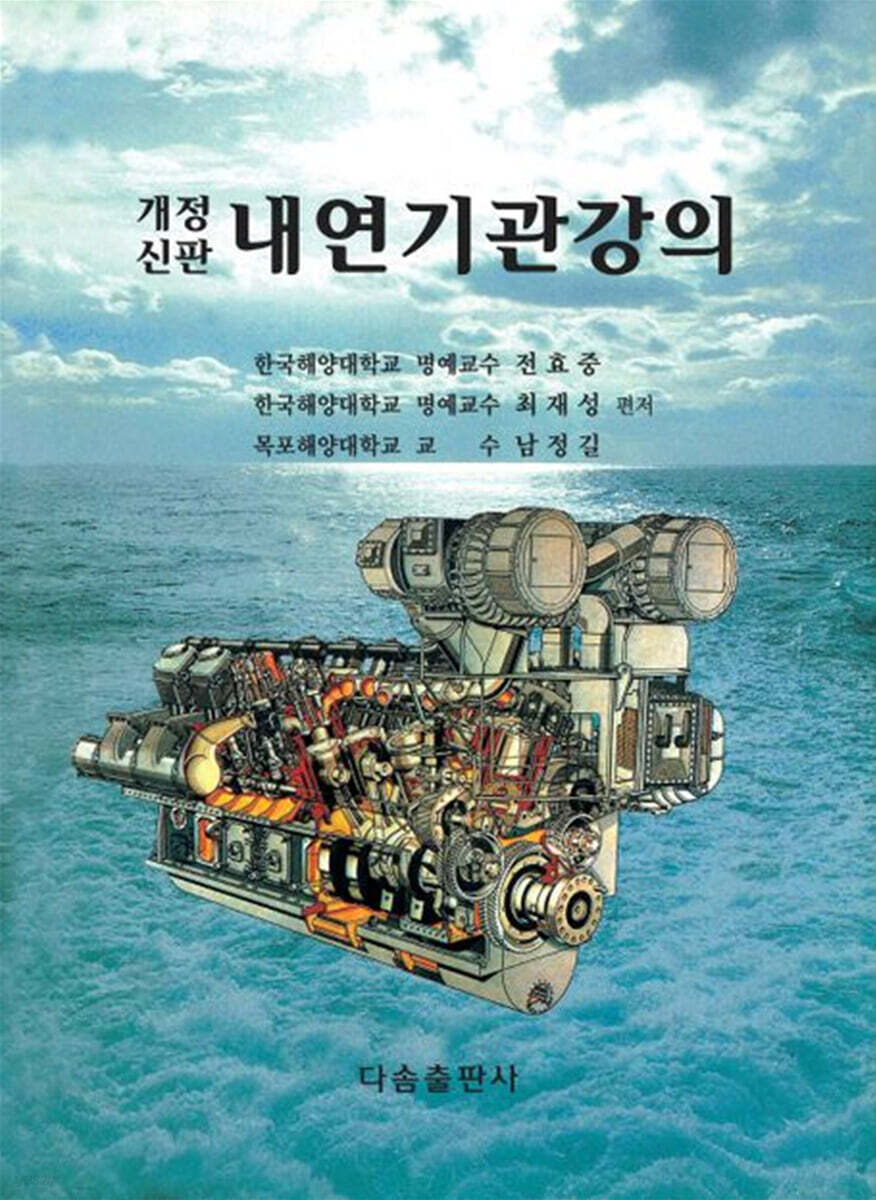 개정
신판
내연기관강의
한국해양대학교 명예교수 전효중
한국해양대학교 명예교수 최재성 편저
목포해양대학교 교 수 남정길
다솜출판사